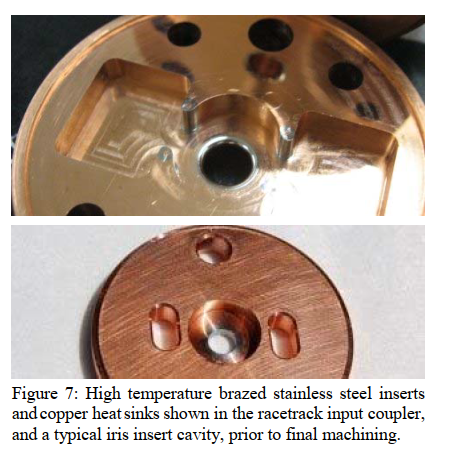 Figure 7: High temperature brazed stainless steel inserts
and copper heat sinks shown in the racetrack input coupler,
and a typical iris insert cavity, prior to final machining.